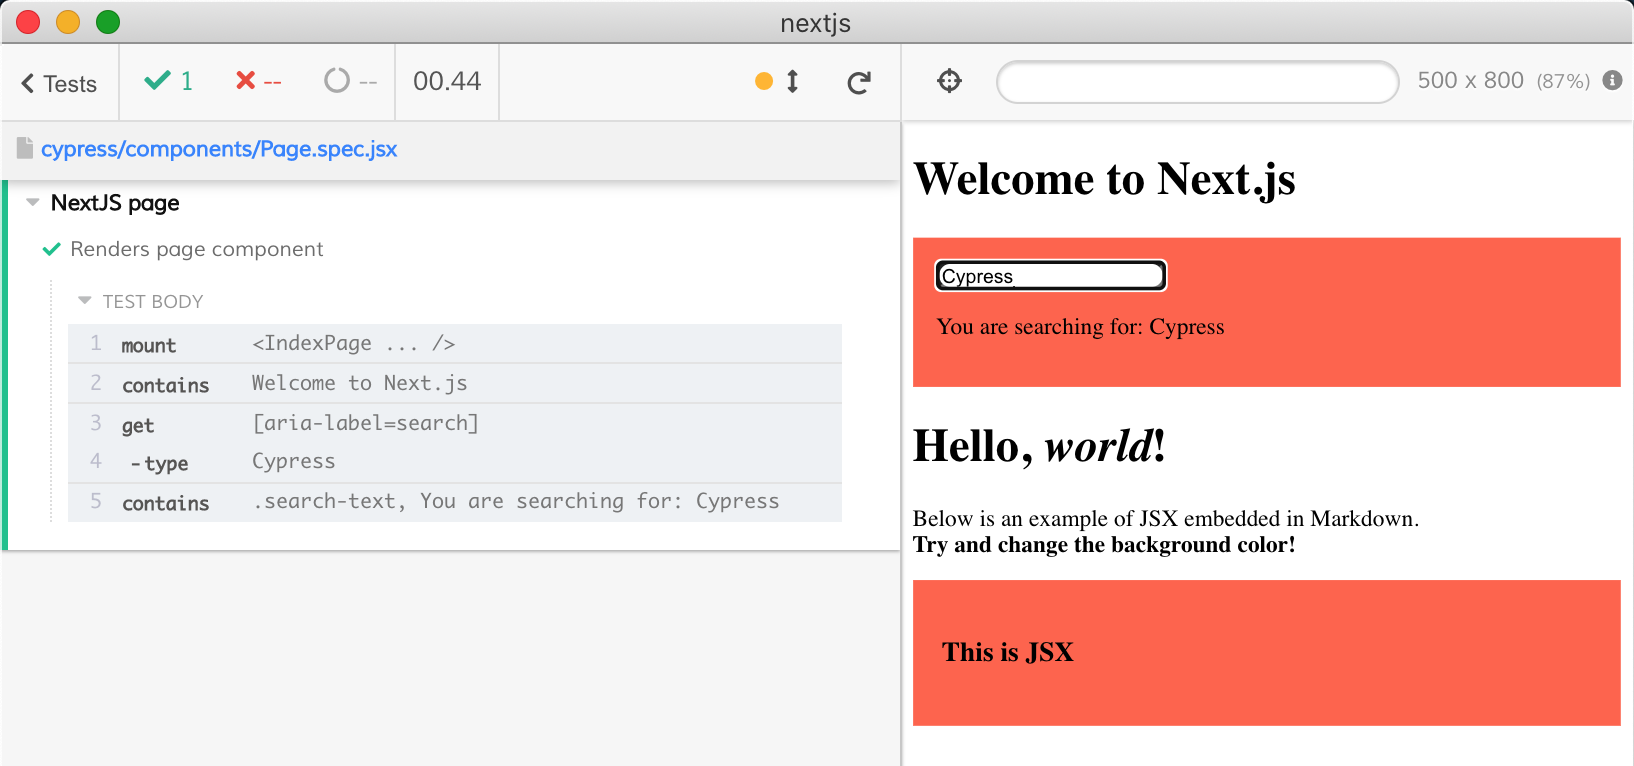 nextjs
Tests
1
--
--
00.44
500 x 800 (87%)
cypress/components/Page.spec.jsx
NextJS page
Renders page component
TEST BODY
1 mount <IndexPage ... />
2 contains Welcome to Next.js
3 get [aria-label=search]
4 -type Cypress
5 contains .search-text, You are searching for: Cypress
Welcome to Next.js
Cypress
You are searching for: Cypress
Hello, world!
Below is an example of JSX embedded in Markdown.
Try and change the background color!
This is JSX